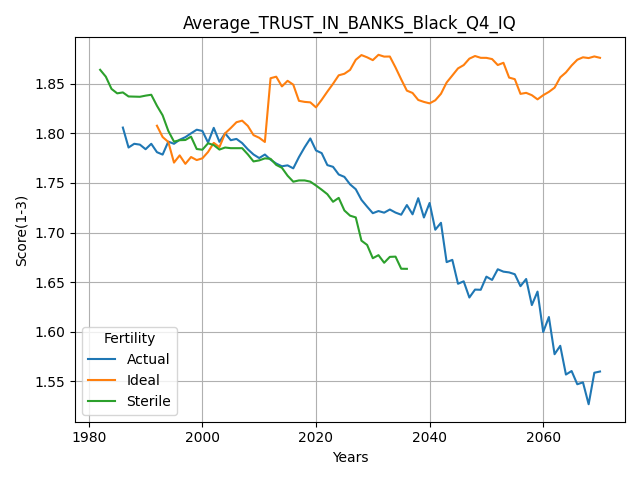 Average_TRUST_IN_BANKS_Black_Q4_IQ
Score(1-3)
1.85
1.80
1.75
1.70
1.65
1.60
1.55
Fertility
Actual
Ideal
Sterile
1980
2000
2020
2040
2060
Years